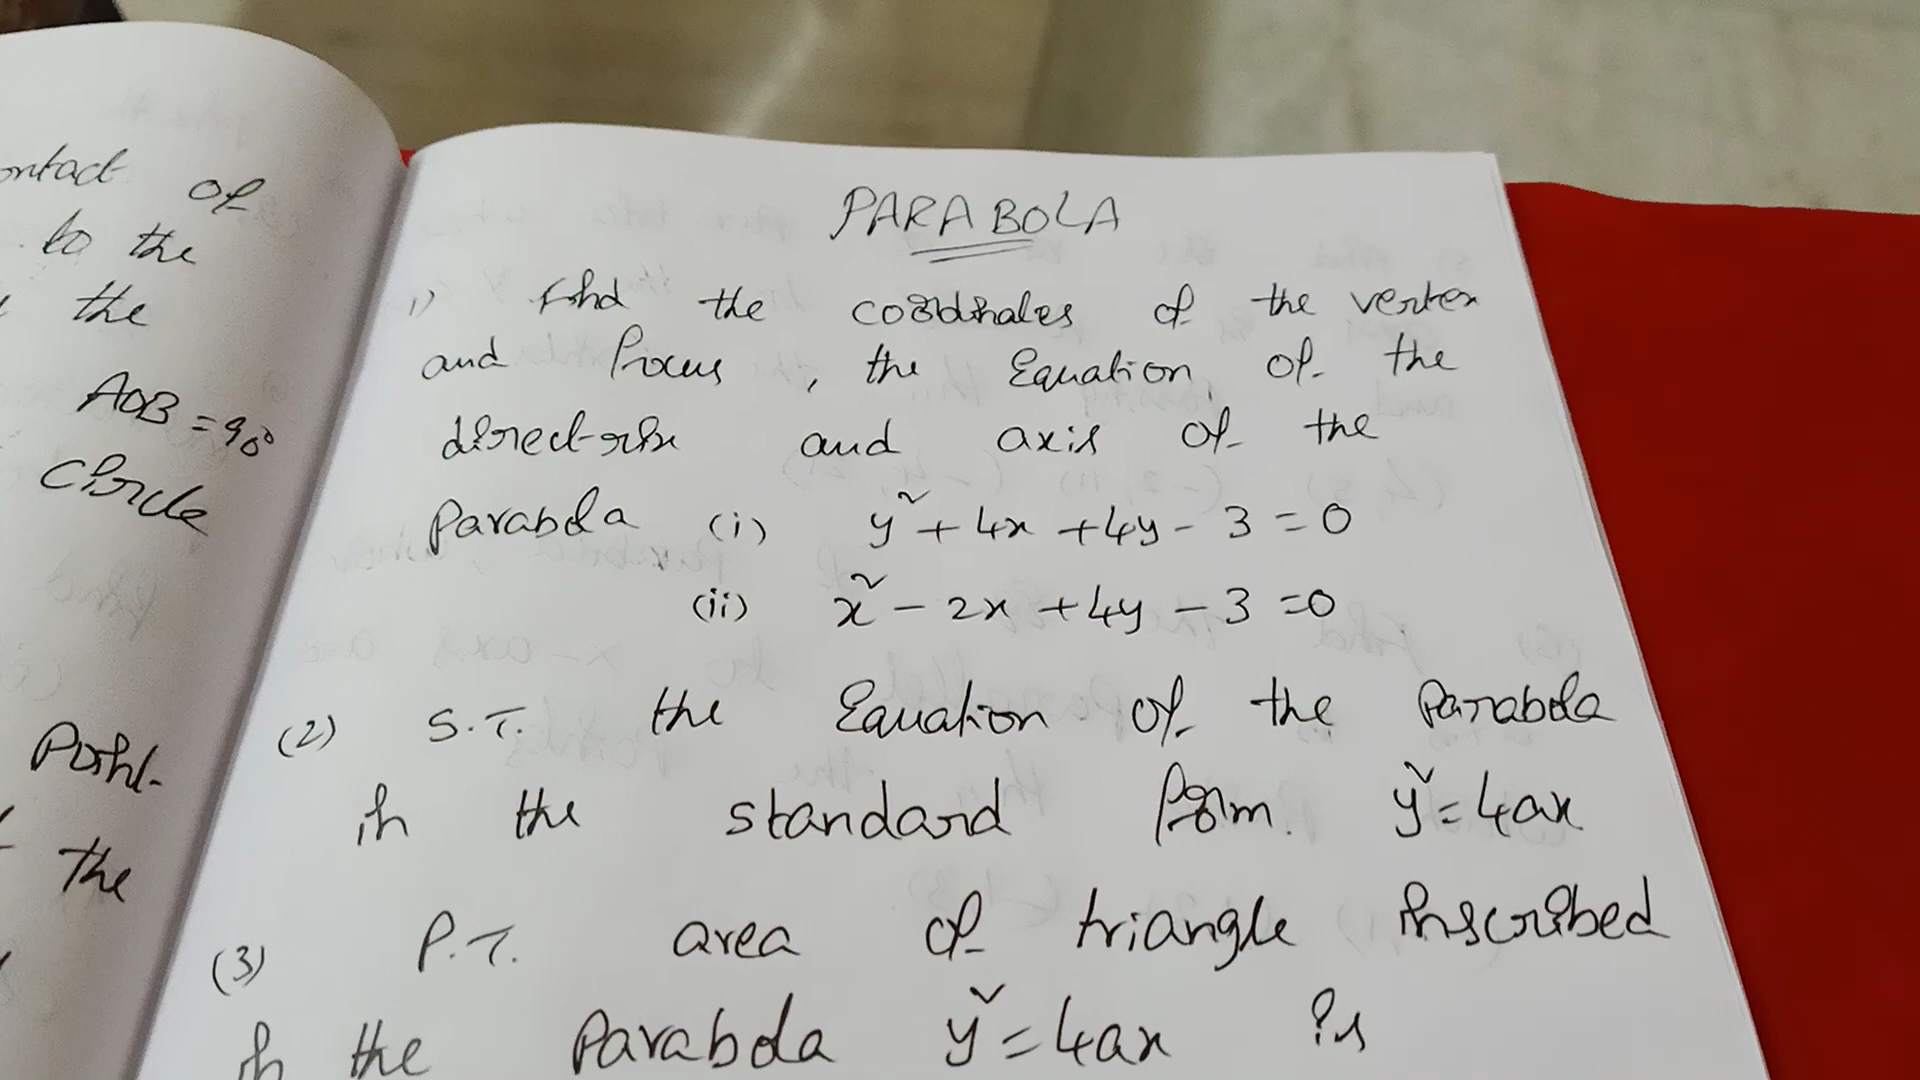 ontact of
to the
the
AOB = 90°
Circle
Point
the
PARABOLA
1) Find the coordinates of the vertex
and focus, the Equation of the
directrix and axis of the
Parabola (i) y² + 4x + 4y - 3 = 0
(ii) x² - 2x + 4y - 3 = 0
(2) S.T. the Equation of the Parabola
in the standard form. y² = 4ax
(3) P.T. area of triangle inscribed
in the Parabola y² = 4ax is